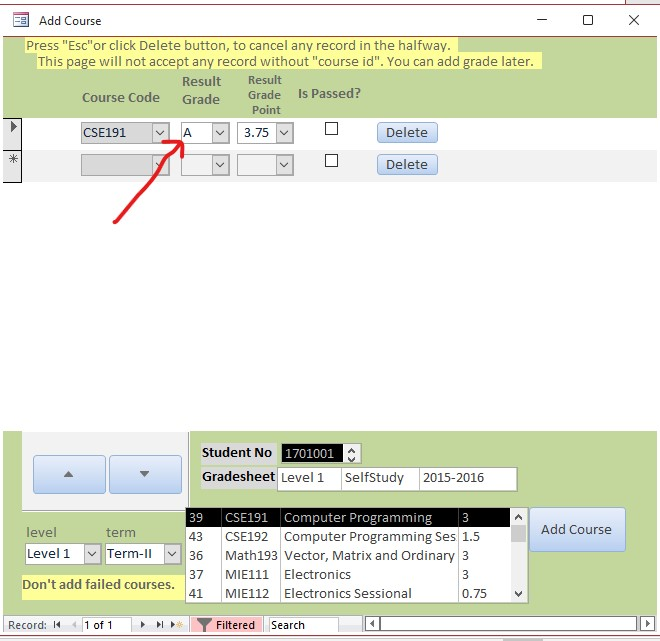 Add Course
Press "Esc"or click Delete button, to cancel any record in the halfway.
This page will not accept any record without "course id". You can add grade later.
Course Code
Result
Grade
Result
Grade
Point
Is Passed?
CSE191 A 3.75 Delete
Delete
Student No 1701001
Gradesheet Level 1 SelfStudy 2015-2016
level term
Level 1 Term-II
Don't add failed courses.
39 CSE191 Computer Programming 3
43 CSE192 Computer Programming Ses 1.5
36 Math193 Vector, Matrix and Ordinary 3
37 MIE111 Electronics 3
41 MIE112 Electronics Sessional 0.75
Add Course
Record: 1 of 1 Filtered Search